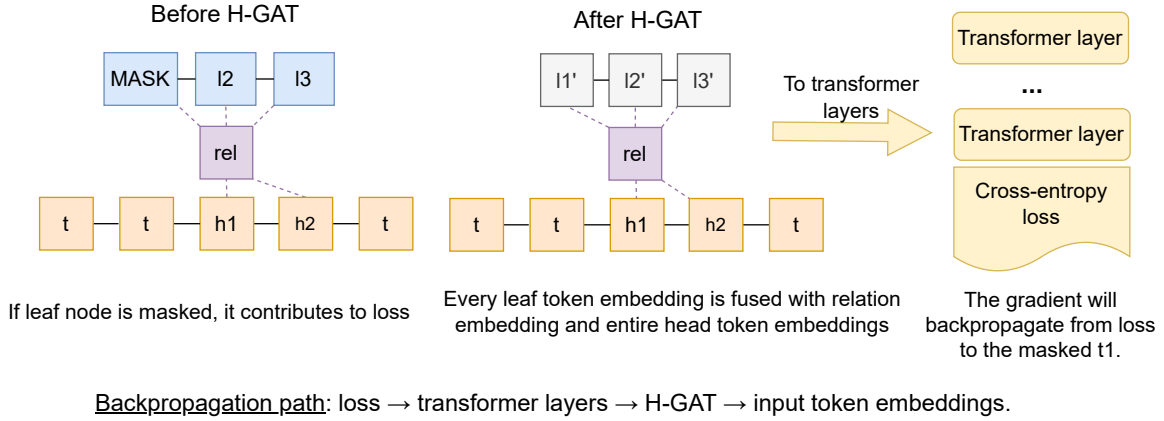 Before H-GAT
MASK l2 l3
rel
t t h1 h2 t
If leaf node is masked, it contributes to loss
After H-GAT
l1' l2' l3'
rel
t t h1 h2 t
Every leaf token embedding is fused with relation
embedding and entire head token embeddings
To transformer
layers
Transformer layer
...
Transformer layer
Cross-entropy
loss
The gradient will
backpropagate from loss
to the masked t1.
Backpropagation path: loss → transformer layers → H-GAT → input token embeddings.